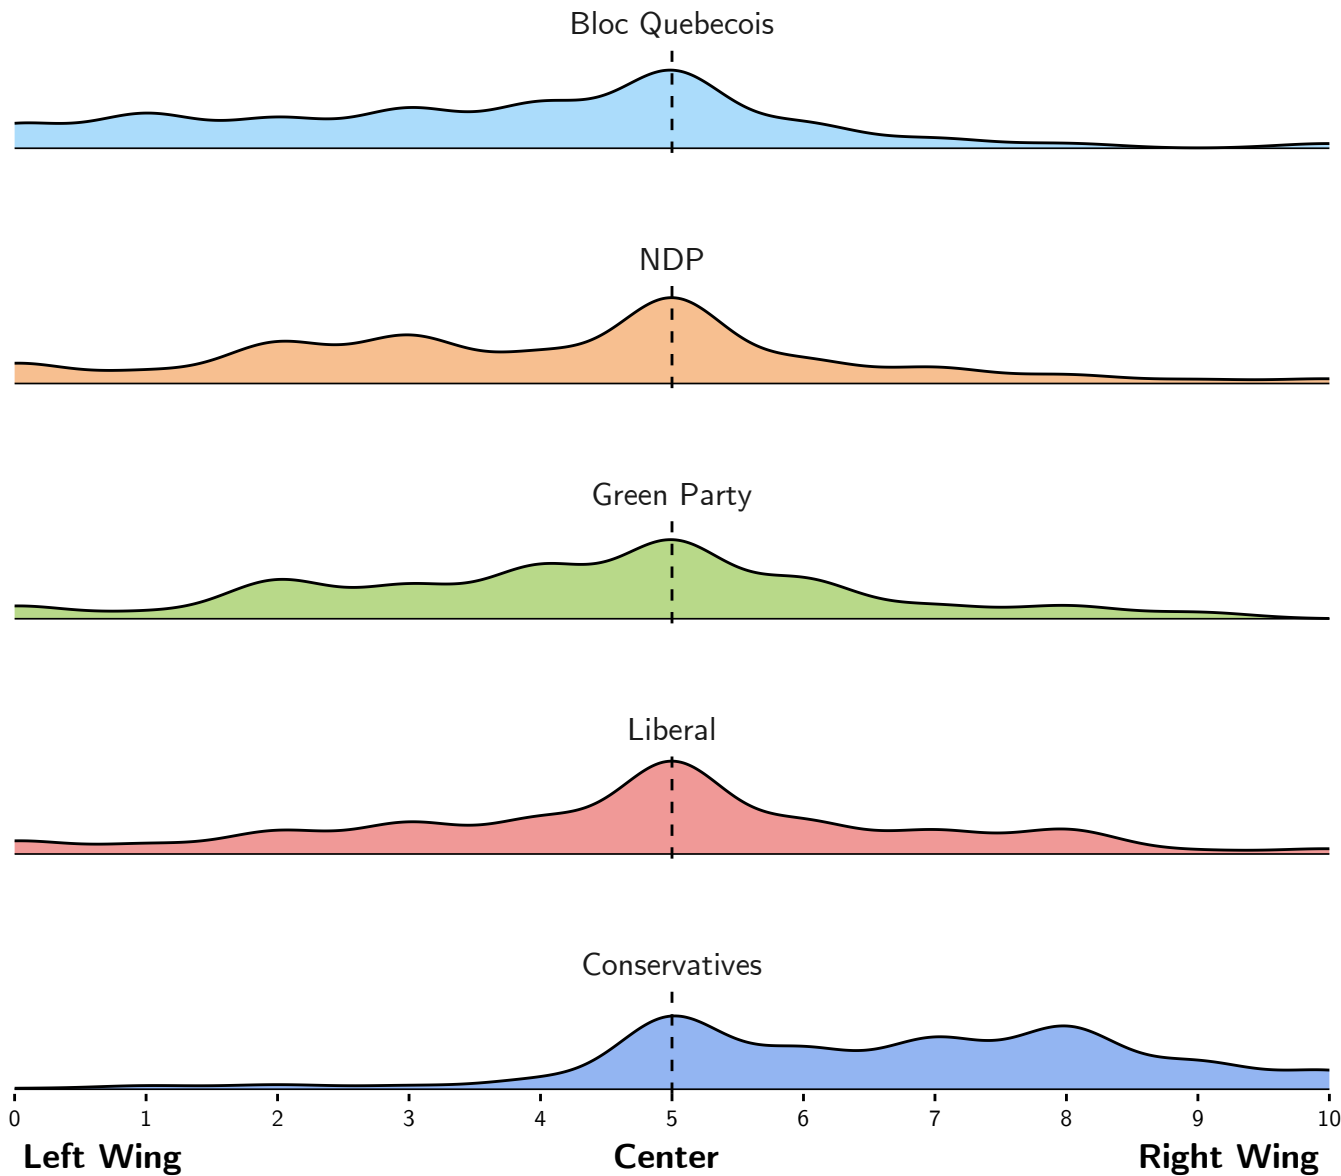 Bloc Quebecois
NDP
Green Party
Liberal
Conservatives
0 1 2 3 4 5 6 7 8 9 10
Left Wing Center Right Wing